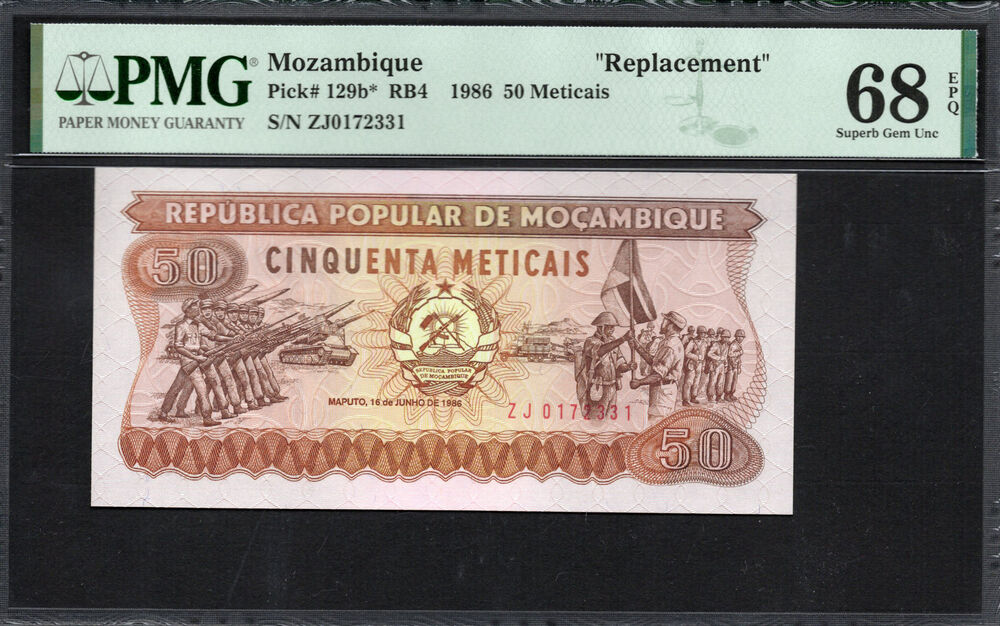 PMG®
PAPER MONEY GUARANTY
Mozambique "Replacement"
Pick# 129b* RB4 1986 50 Meticais
S/N ZJ0172331
68 EPQ
Superb Gem Unc
REPÚBLICA POPULAR DE MOÇAMBIQUE
50
CINQUENTA METICAIS
REPUBLICA POPULAR
DE MOÇAMBIQUE
MAPUTO, 16 de JUNHO DE 1986
ZJ 0172331
50